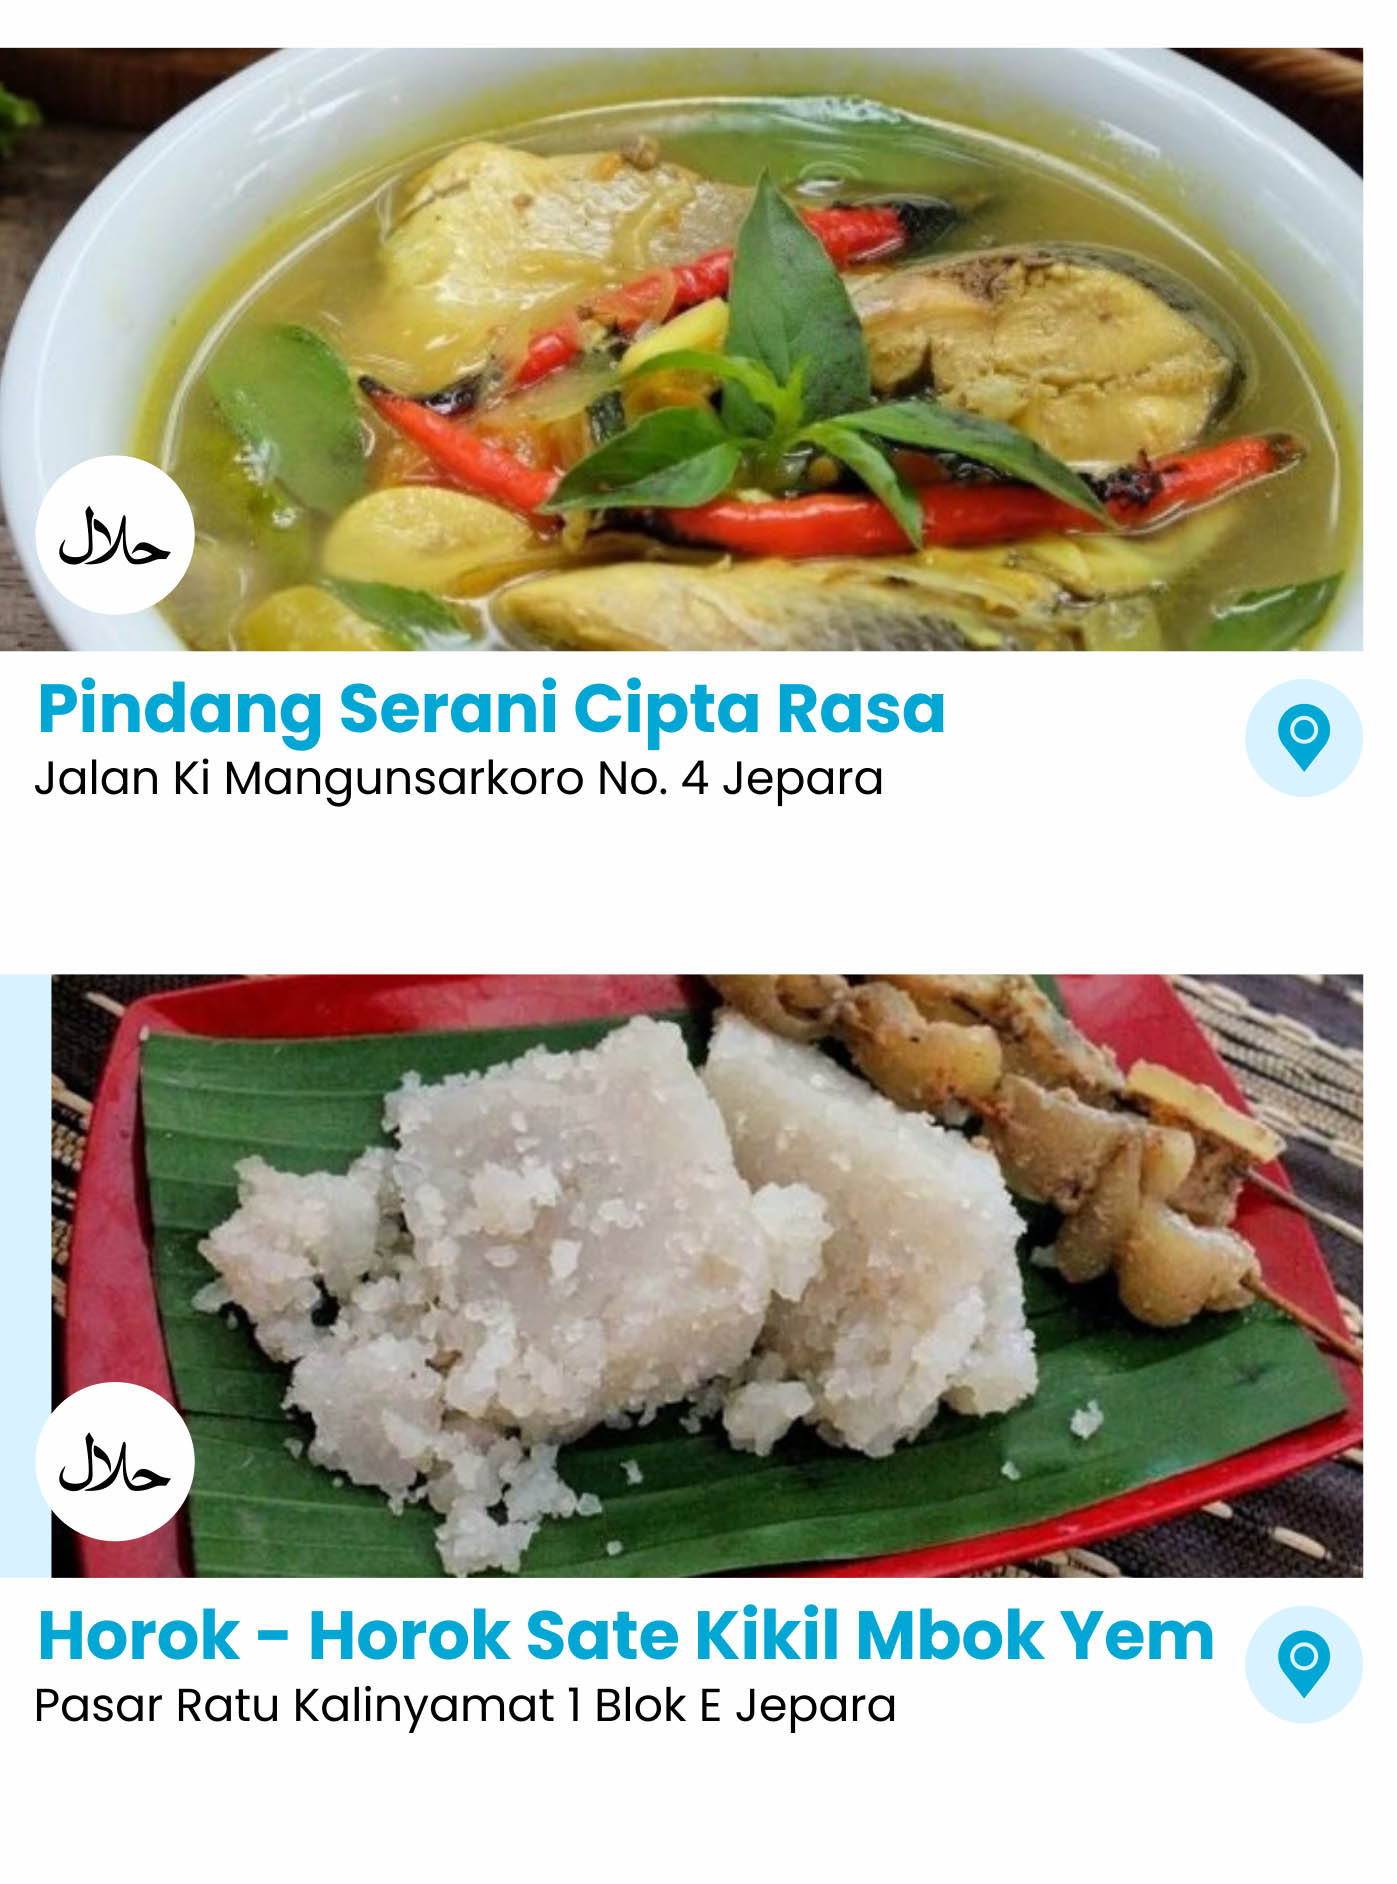 حلال
Pindang Serani Cipta Rasa
Jalan Ki Mangunsarkoro No. 4 Jepara
حلال
Horok - Horok Sate Kikil Mbok Yem
Pasar Ratu Kalinyamat 1 Blok E Jepara